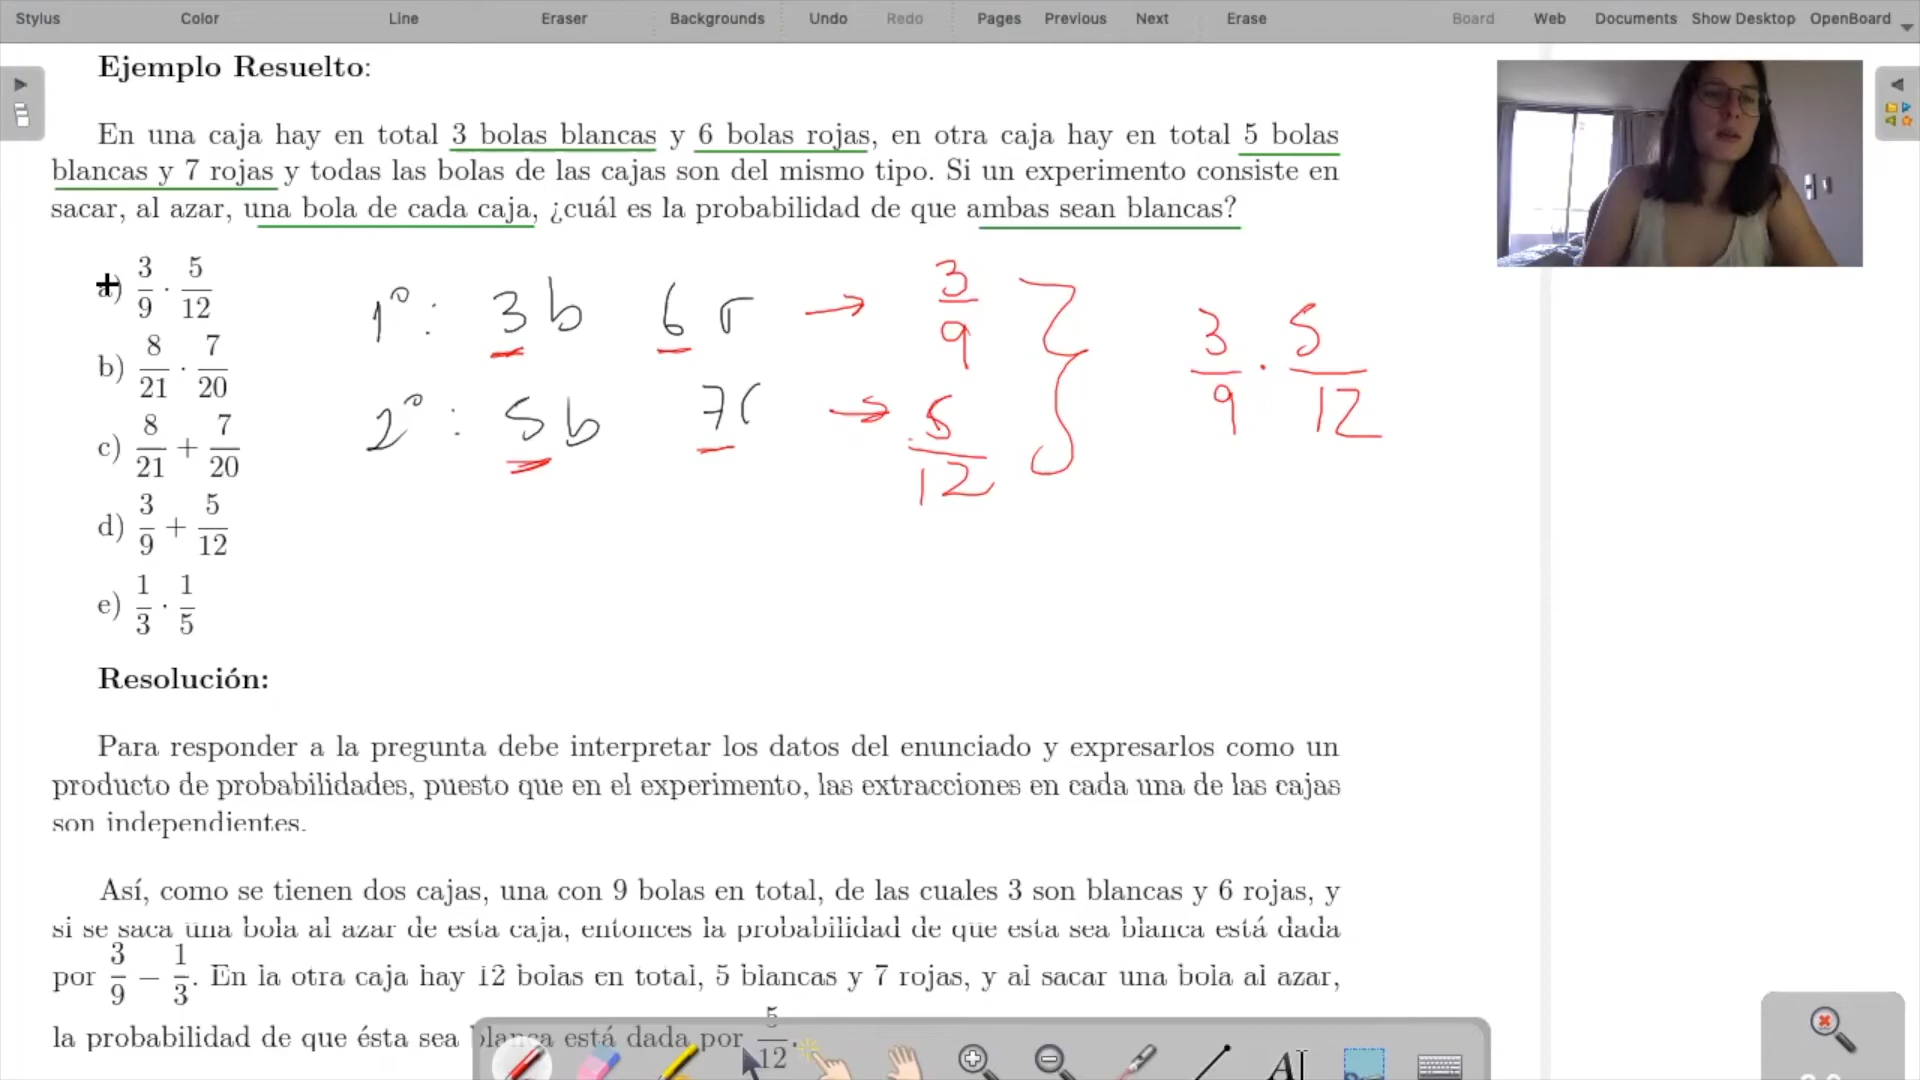 Stylus Color Line Eraser Backgrounds Undo Redo Pages Previous Next Erase Board Web Documents Show Desktop OpenBoard
Ejemplo Resuelto:
En una caja hay en total 3 bolas blancas y 6 bolas rojas, en otra caja hay en total 5 bolas
blancas y 7 rojas y todas las bolas de las cajas son del mismo tipo. Si un experimento consiste en
sacar, al azar, una bola de cada caja, ¿cuál es la probabilidad de que ambas sean blancas?
a) 3/9 · 5/12
b) 8/21 · 7/20
c) 8/21 + 7/20
d) 3/9 + 5/12
e) 1/3 · 1/5
1º: 3b 6r → 3/9
2º: 5b 7r → 5/12
3/9 · 5/12
Resolución:
Para responder a la pregunta debe interpretar los datos del enunciado y expresarlos como un
producto de probabilidades, puesto que en el experimento, las extracciones en cada una de las cajas
son independientes.
Así, como se tienen dos cajas, una con 9 bolas en total, de las cuales 3 son blancas y 6 rojas, y
si se saca una bola al azar de esta caja, entonces la probabilidad de que esta sea blanca está dada
por 3/9 − 1/3. En la otra caja hay 12 bolas en total, 5 blancas y 7 rojas, y al sacar una bola al azar,
la probabilidad de que ésta sea blanca está dada por 5/12.